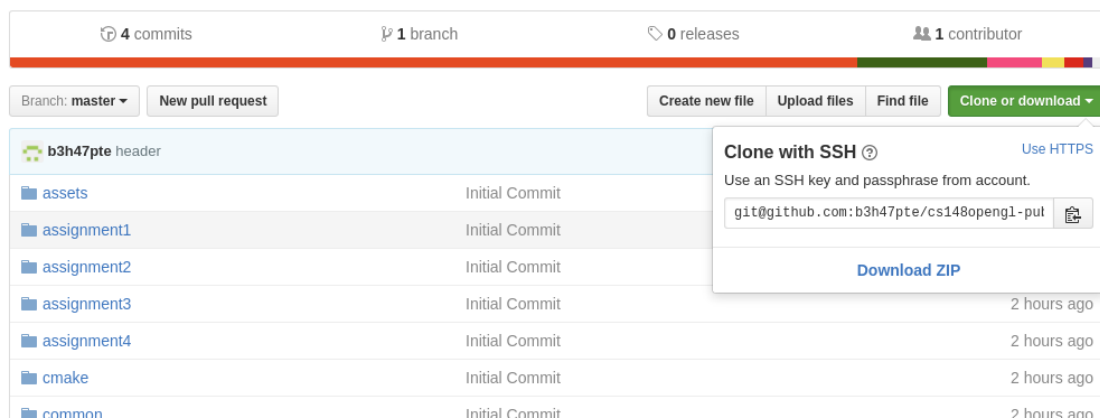 4 commits
1 branch
0 releases
1 contributor
Branch: master
New pull request
Create new file
Upload files
Find file
Clone or download
b3h47pte header
Clone with SSH ?
Use HTTPS
Use an SSH key and passphrase from account.
git@github.com:b3h47pte/cs148opengl-pub
Download ZIP
assets Initial Commit
assignment1 Initial Commit
assignment2 Initial Commit
assignment3 Initial Commit 2 hours ago
assignment4 Initial Commit 2 hours ago
cmake Initial Commit 2 hours ago
common Initial Commit 2 hours ago